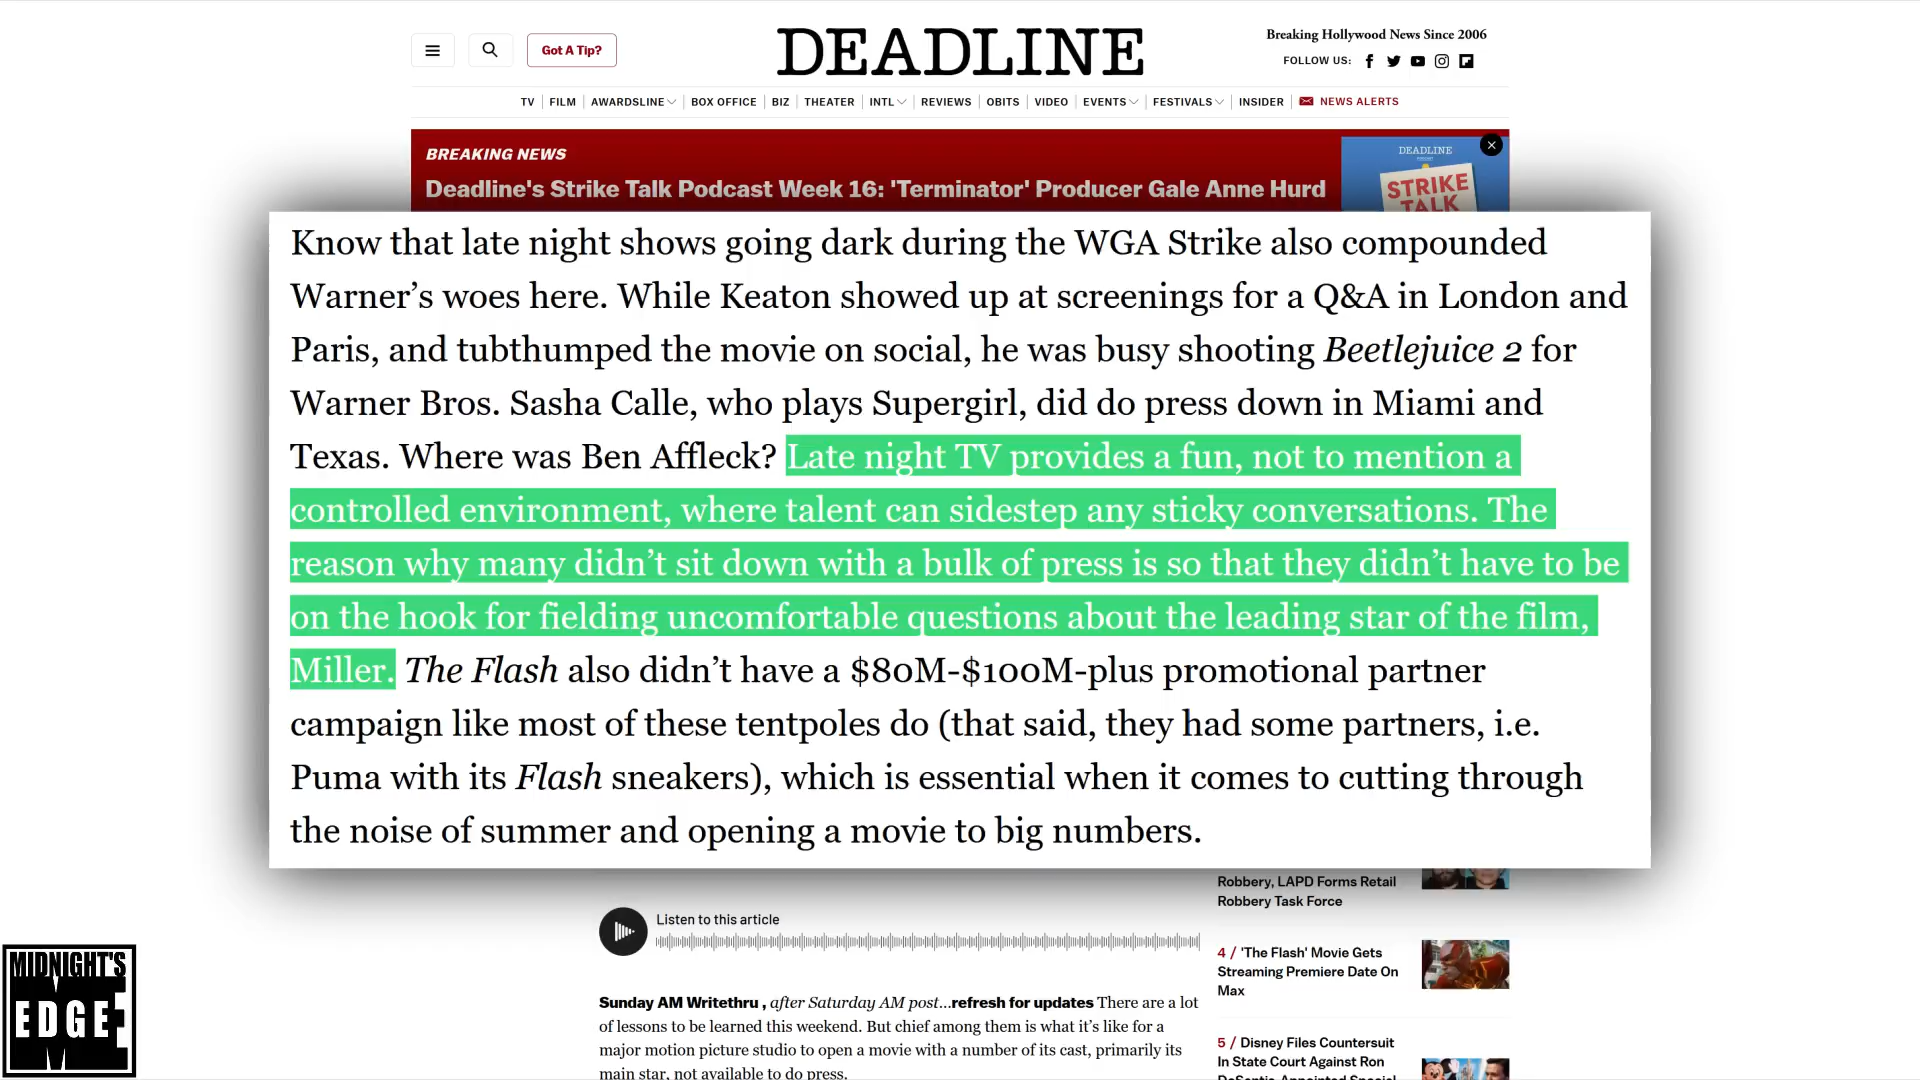 Got A Tip?
DEADLINE
Breaking Hollywood News Since 2006
FOLLOW US:
TV FILM AWARDSLINE BOX OFFICE BIZ THEATER INTL REVIEWS OBITS VIDEO EVENTS FESTIVALS INSIDER NEWS ALERTS
BREAKING NEWS
Deadline's Strike Talk Podcast Week 16: 'Terminator' Producer Gale Anne Hurd
DEADLINE
STRIKE
TALK
Know that late night shows going dark during the WGA Strike also compounded
Warner’s woes here. While Keaton showed up at screenings for a Q&A in London and
Paris, and tubthumped the movie on social, he was busy shooting Beetlejuice 2 for
Warner Bros. Sasha Calle, who plays Supergirl, did do press down in Miami and
Texas. Where was Ben Affleck? Late night TV provides a fun, not to mention a
controlled environment, where talent can sidestep any sticky conversations. The
reason why many didn’t sit down with a bulk of press is so that they didn’t have to be
on the hook for fielding uncomfortable questions about the leading star of the film,
Miller. The Flash also didn’t have a $80M-$100M-plus promotional partner
campaign like most of these tentpoles do (that said, they had some partners, i.e.
Puma with its Flash sneakers), which is essential when it comes to cutting through
the noise of summer and opening a movie to big numbers.
Listen to this article
Sunday AM Writethru , after Saturday AM post...refresh for updates There are a lot
of lessons to be learned this weekend. But chief among them is what it’s like for a
major motion picture studio to open a movie with a number of its cast, primarily its
main star, not available to do press.
Robbery, LAPD Forms Retail
Robbery Task Force
4 / 'The Flash' Movie Gets
Streaming Premiere Date On
Max
5 / Disney Files Countersuit
In State Court Against Ron
DeSantis-Appointed Special
MIDNIGHT'S
EDGE